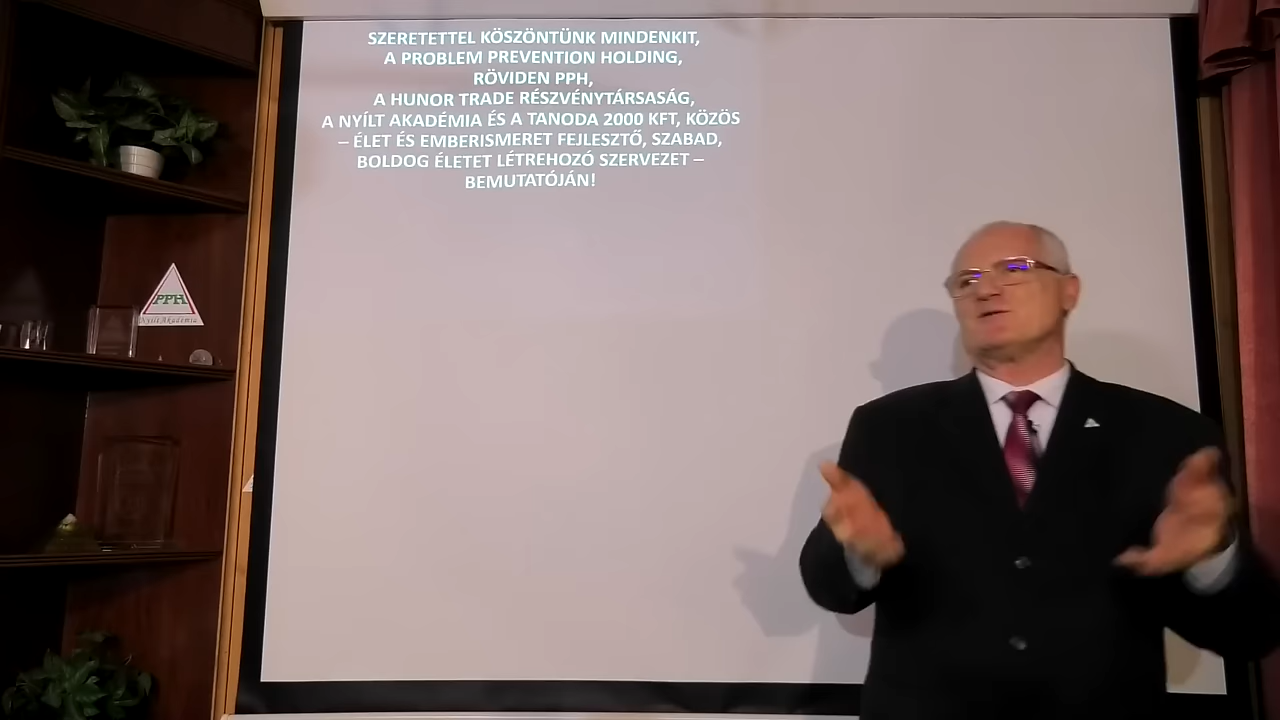 SZERETETTEL KÖSZÖNTÜNK MINDENKIT,
A PROBLEM PREVENTION HOLDING,
RÖVIDEN PPH,
A HUNOR TRADE RÉSZVÉNYTÁRSASÁG,
A NYÍLT AKADÉMIA ÉS A TANODA 2000 KFT, KÖZÖS
– ÉLET ÉS EMBERISMERET FEJLESZTŐ, SZABAD,
BOLDOG ÉLETET LÉTREHOZÓ SZERVEZET –
BEMUTATÓJÁN!
PPH
Nyílt Akadémia